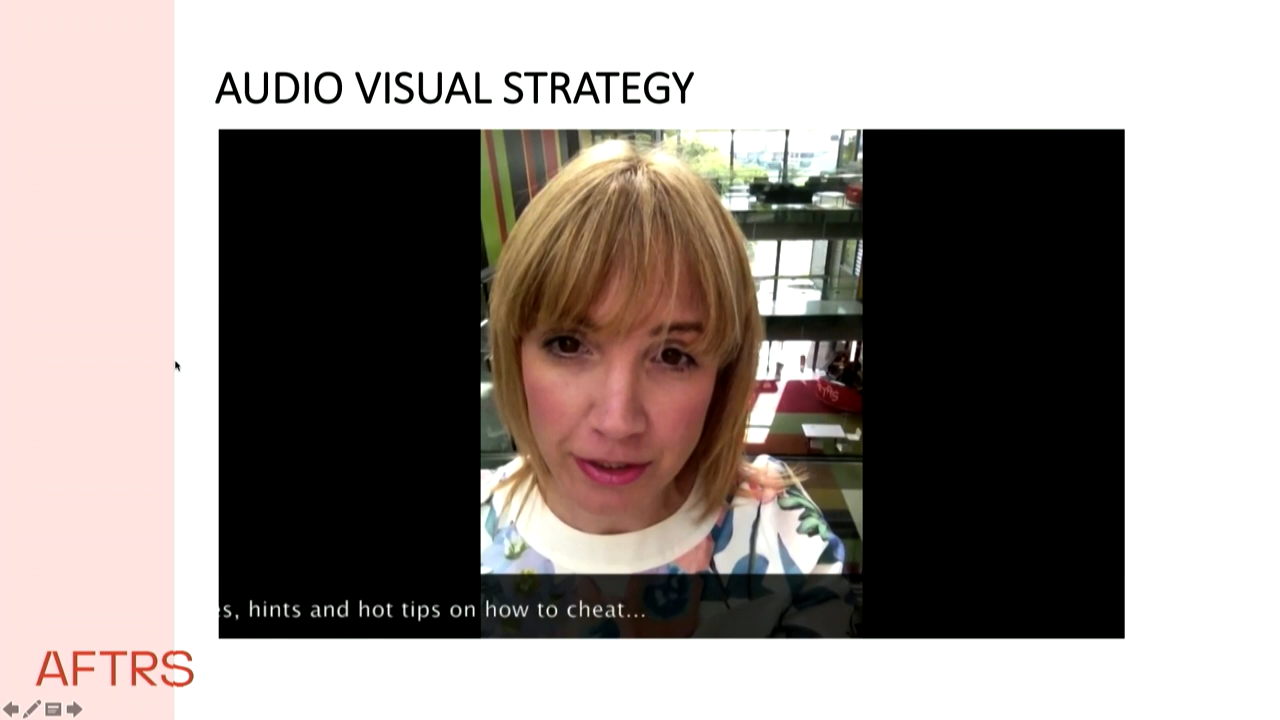 AUDIO VISUAL STRATEGY
s, hints and hot tips on how to cheat...
AFTRS